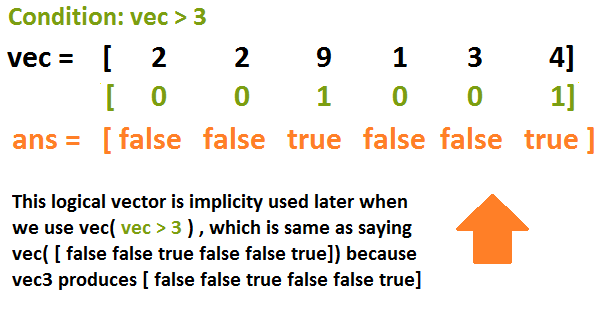 Condition: vec > 3
vec = [ 2 2 9 1 3 4]
[ 0 0 1 0 0 1]
ans = [ false false true false false true ]
This logical vector is implicity used later when
we use vec( vec > 3 ) , which is same as saying
vec( [ false false true false false true]) because
vec3 produces [ false false true false false true]